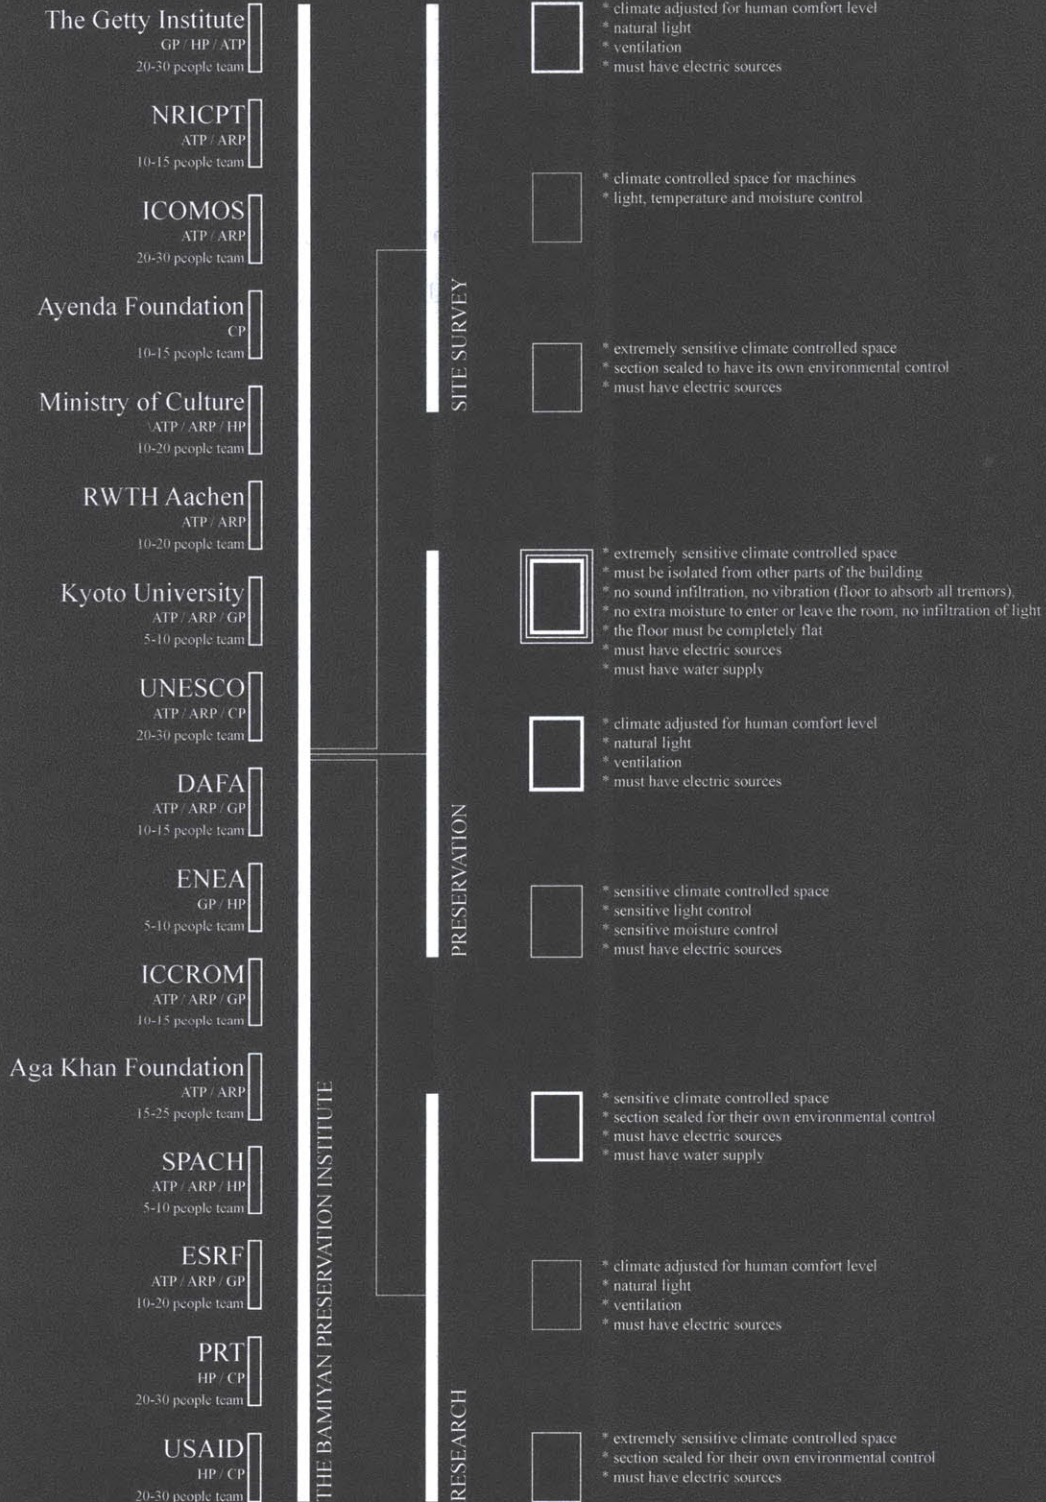 The Getty Institute
GP / HP / ATP
20-30 people team
NRICPT
ATP / ARP
10-15 people team
ICOMOS
ATP / ARP
20-30 people team
Ayenda Foundation
CP
10-15 people team
Ministry of Culture
\ATP / ARP / HP
10-20 people team
RWTH Aachen
ATP / ARP
10-20 people team
Kyoto University
ATP / ARP / GP
5-10 people team
UNESCO
ATP / ARP / CP
20-30 people team
DAFA
ATP / ARP / GP
10-15 people team
ENEA
GP / HP
5-10 people team
ICCROM
ATP / ARP / GP
10-15 people team
Aga Khan Foundation
ATP / ARP
15-25 people team
SPACH
ATP / ARP / HP
5-10 people team
ESRF
ATP / ARP / GP
10-20 people team
PRT
HP / CP
20-30 people team
USAID
HP / CP
20-30 people team
THE BAMIYAN PRESERVATION INSTITUTE
SITE SURVEY
PRESERVATION
RESEARCH
* climate adjusted for human comfort level
* natural light
* ventilation
* must have electric sources
* climate controlled space for machines
* light, temperature and moisture control
* extremely sensitive climate controlled space
* section sealed to have its own environmental control
* must have electric sources
* extremely sensitive climate controlled space
* must be isolated from other parts of the building
* no sound infiltration, no vibration (floor to absorb all tremors),
* no extra moisture to enter or leave the room, no infiltration of light
* the floor must be completely flat
* must have electric sources
* must have water supply
* climate adjusted for human comfort level
* natural light
* ventilation
* must have electric sources
* sensitive climate controlled space
* sensitive light control
* sensitive moisture control
* must have electric sources
* sensitive climate controlled space
* section sealed for their own environmental control
* must have electric sources
* must have water supply
* climate adjusted for human comfort level
* natural light
* ventilation
* must have electric sources
* extremely sensitive climate controlled space
* section sealed for their own environmental control
* must have electric sources